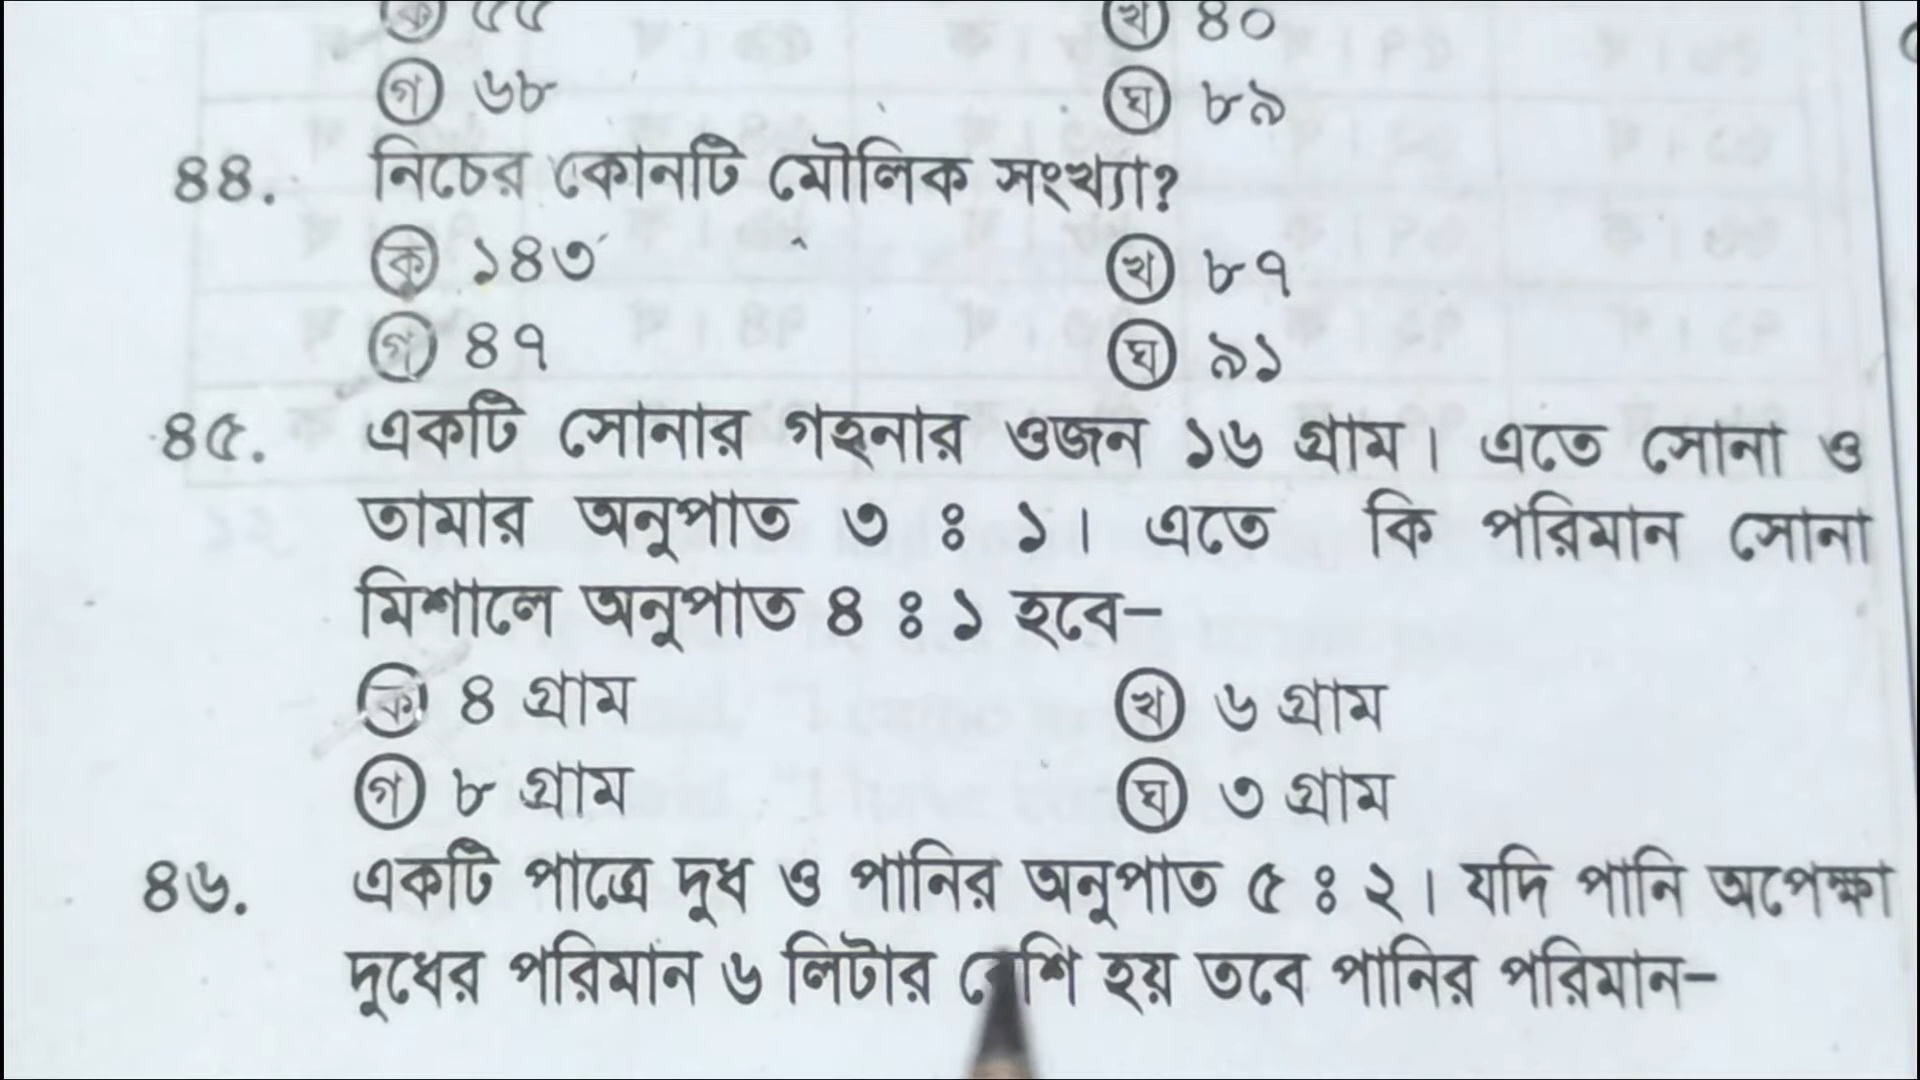 ক ৫৫ খ ৪০
গ ৬৮ ঘ ৮৯
৪৪. নিচের কোনটি মৌলিক সংখ্যা?
ক ১৪৩ খ ৮৭
গ ৪৭ ঘ ৯১
৪৫. একটি সোনার গহনার ওজন ১৬ গ্রাম। এতে সোনা ও
তামার অনুপাত ৩ ঃ ১। এতে কি পরিমান সোনা
মিশালে অনুপাত ৪ ঃ ১ হবে–
ক ৪ গ্রাম খ ৬ গ্রাম
গ ৮ গ্রাম ঘ ৩ গ্রাম
৪৬. একটি পাত্রে দুধ ও পানির অনুপাত ৫ ঃ ২। যদি পানি অপেক্ষা
দুধের পরিমান ৬ লিটার বেশি হয় তবে পানির পরিমান–